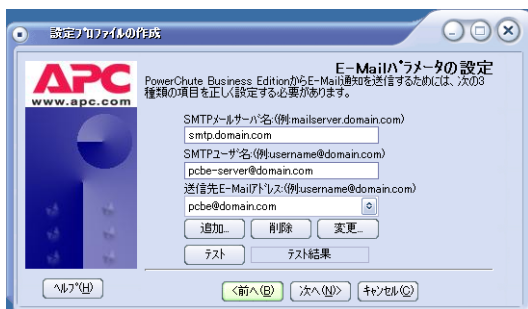 設定プロファイルの作成
APC
www.apc.com
E-Mailパラメータの設定
PowerChute Business EditionからE-Mail通知を送信するためには、次の3
種類の項目を正しく設定する必要があります。
SMTPメールサーバ名:(例:mailserver.domain.com)
smtp.domain.com
SMTPユーザ名:(例:username@domain.com)
pcbe-server@domain.com
送信先E-Mailアドレス:(例:username@domain.com)
pcbe@domain.com
追加... 削除 変更...
テスト テスト結果
ヘルプ(H) <前へ(B) 次へ(N)> キャンセル(C)